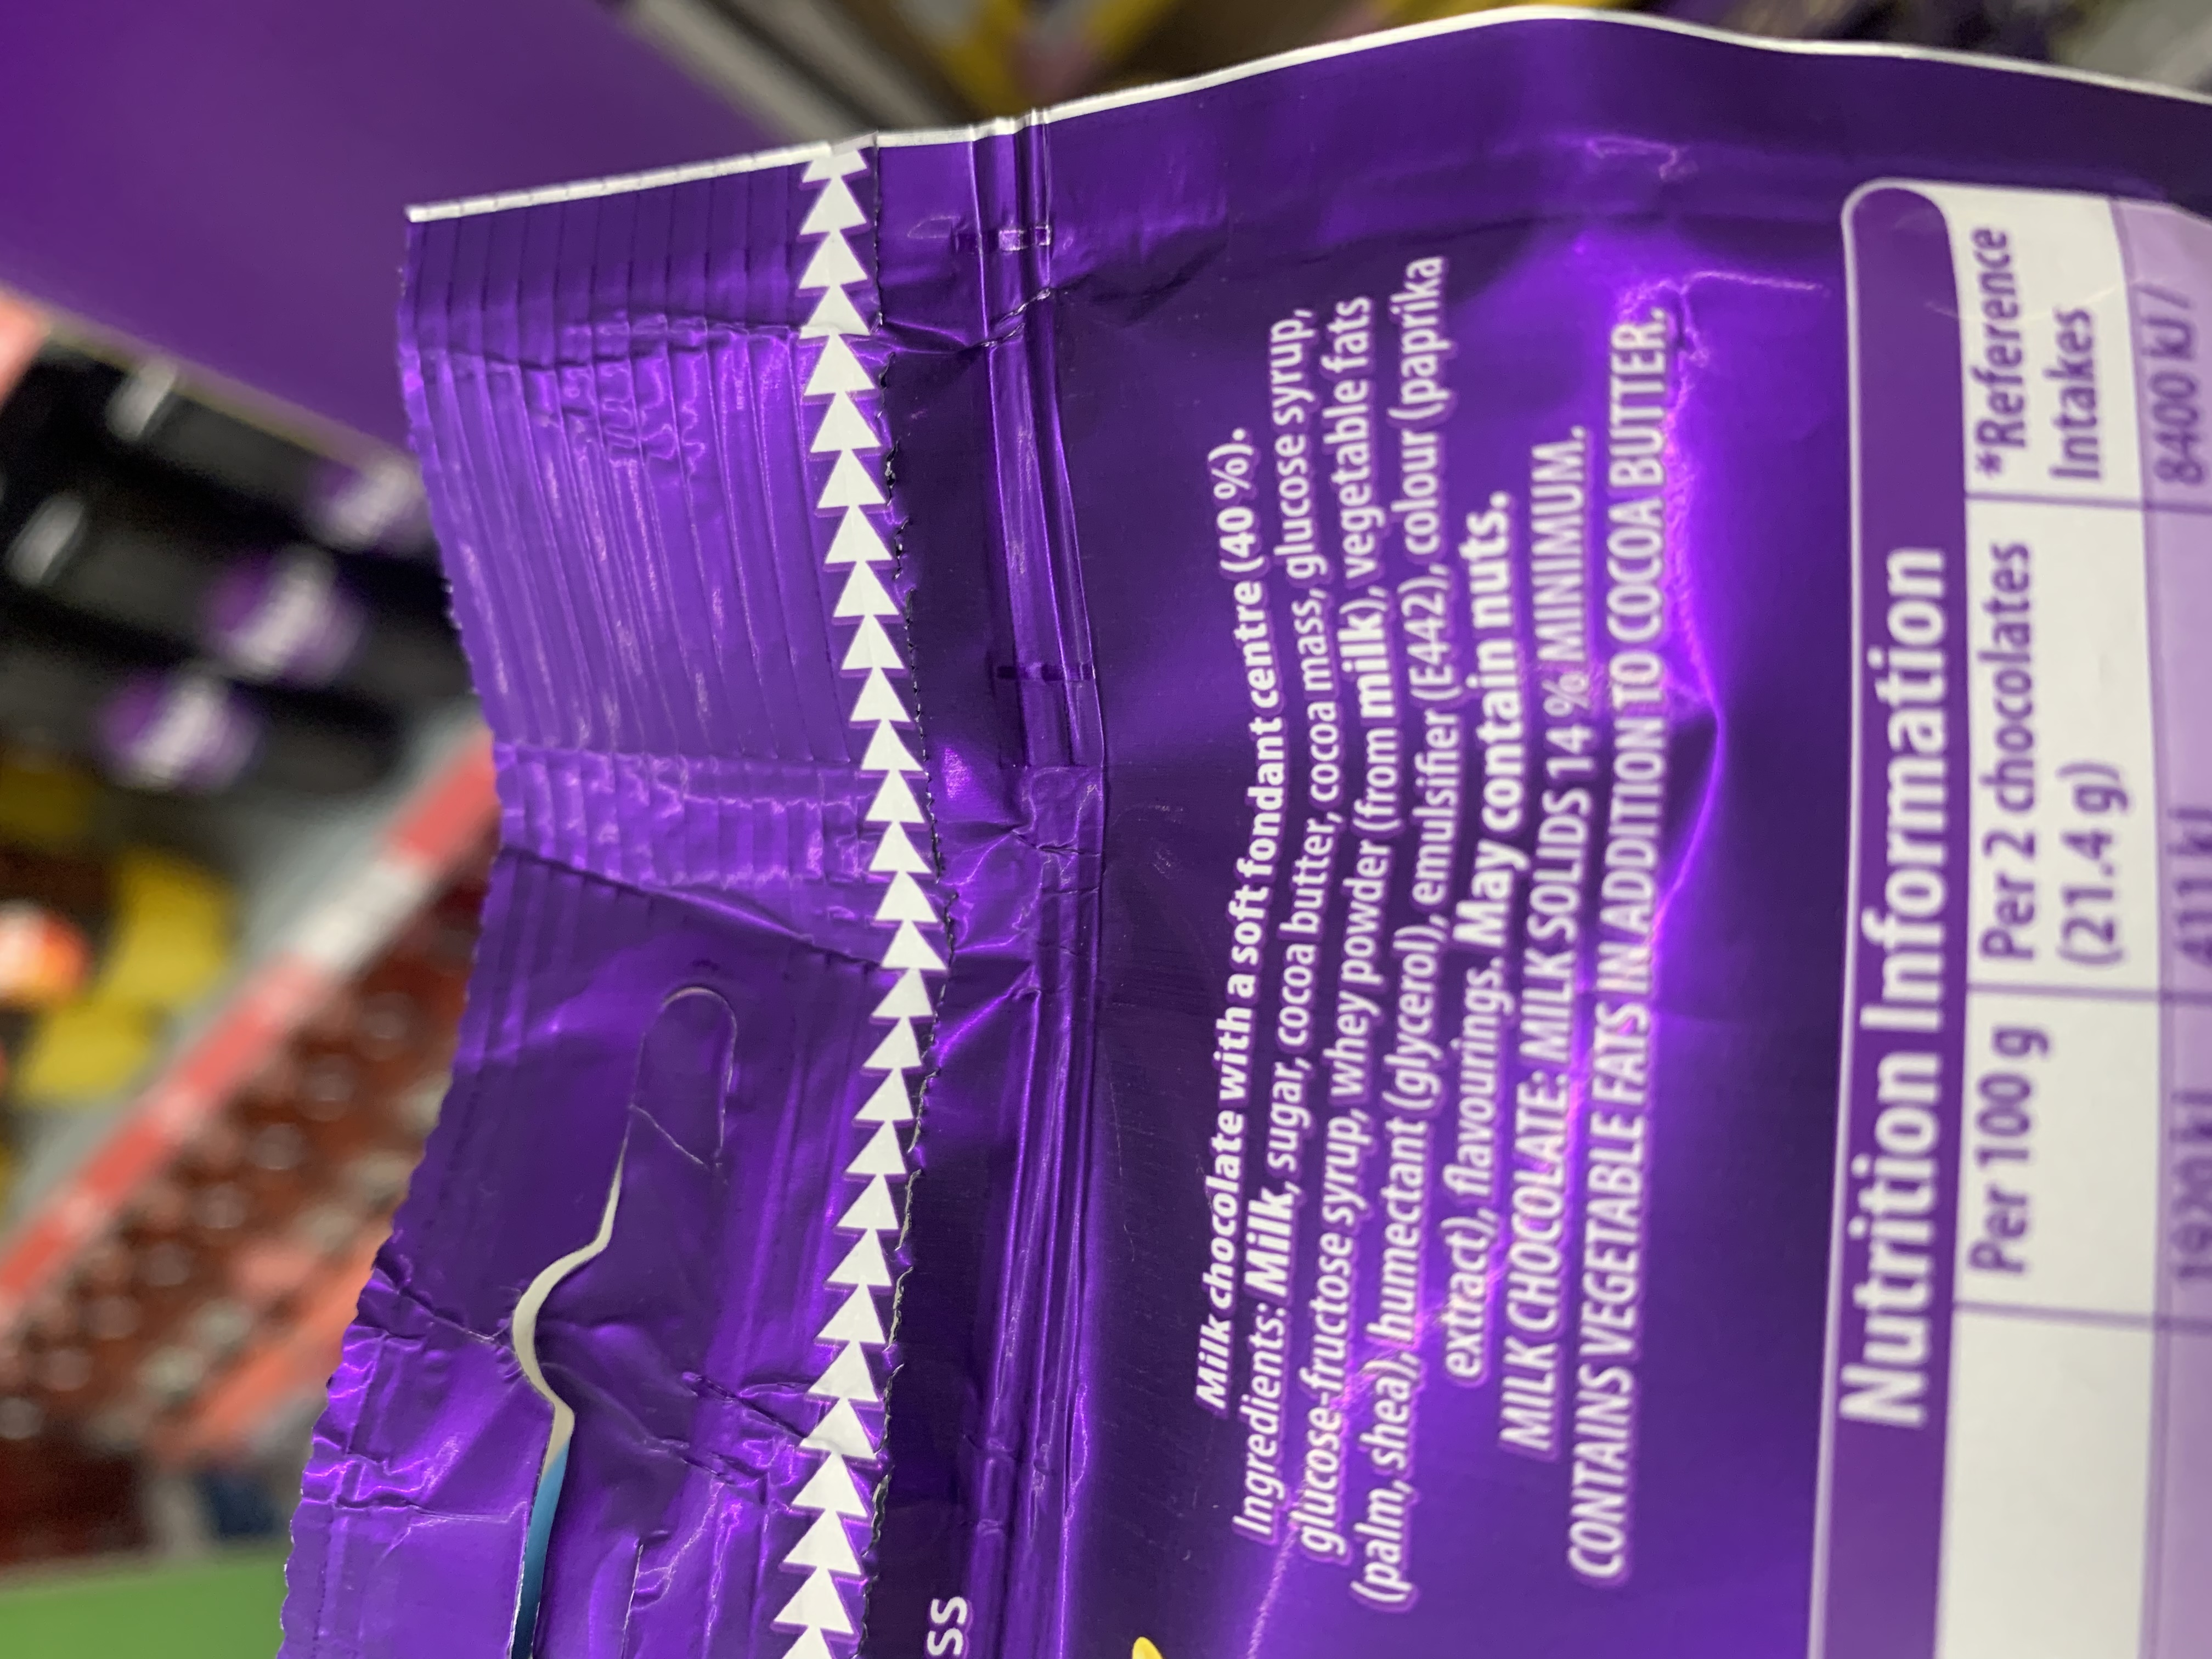 ss
Milk chocolate with a soft fondant centre (40 %).
Ingredients: Milk, sugar, cocoa butter, cocoa mass, glucose syrup,
glucose-fructose syrup, whey powder (from milk), vegetable fats
(palm, shea), humectant (glycerol), emulsifier (E442), colour (paprika
extract), flavourings. May contain nuts.
MILK CHOCOLATE: MILK SOLIDS 14 % MINIMUM.
CONTAINS VEGETABLE FATS IN ADDITION TO COCOA BUTTER.
Nutrition Information
Per 100 g Per 2 chocolates *Reference
(21.4 g) Intakes
1920 kJ 411 kJ 8400 kJ /